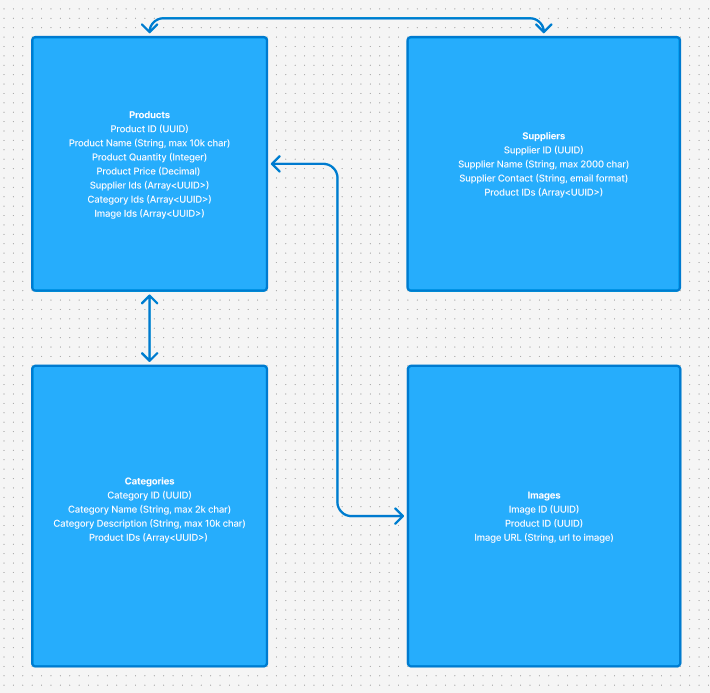 Products
Product ID (UUID)
Product Name (String, max 10k char)
Product Quantity (Integer)
Product Price (Decimal)
Supplier Ids (Array<UUID>)
Category Ids (Array<UUID>)
Image Ids (Array<UUID>)
Suppliers
Supplier ID (UUID)
Supplier Name (String, max 2000 char)
Supplier Contact (String, email format)
Product IDs (Array<UUID>)
Categories
Category ID (UUID)
Category Name (String, max 2k char)
Category Description (String, max 10k char)
Product IDs (Array<UUID>)
Images
Image ID (UUID)
Product ID (UUID)
Image URL (String, url to image)